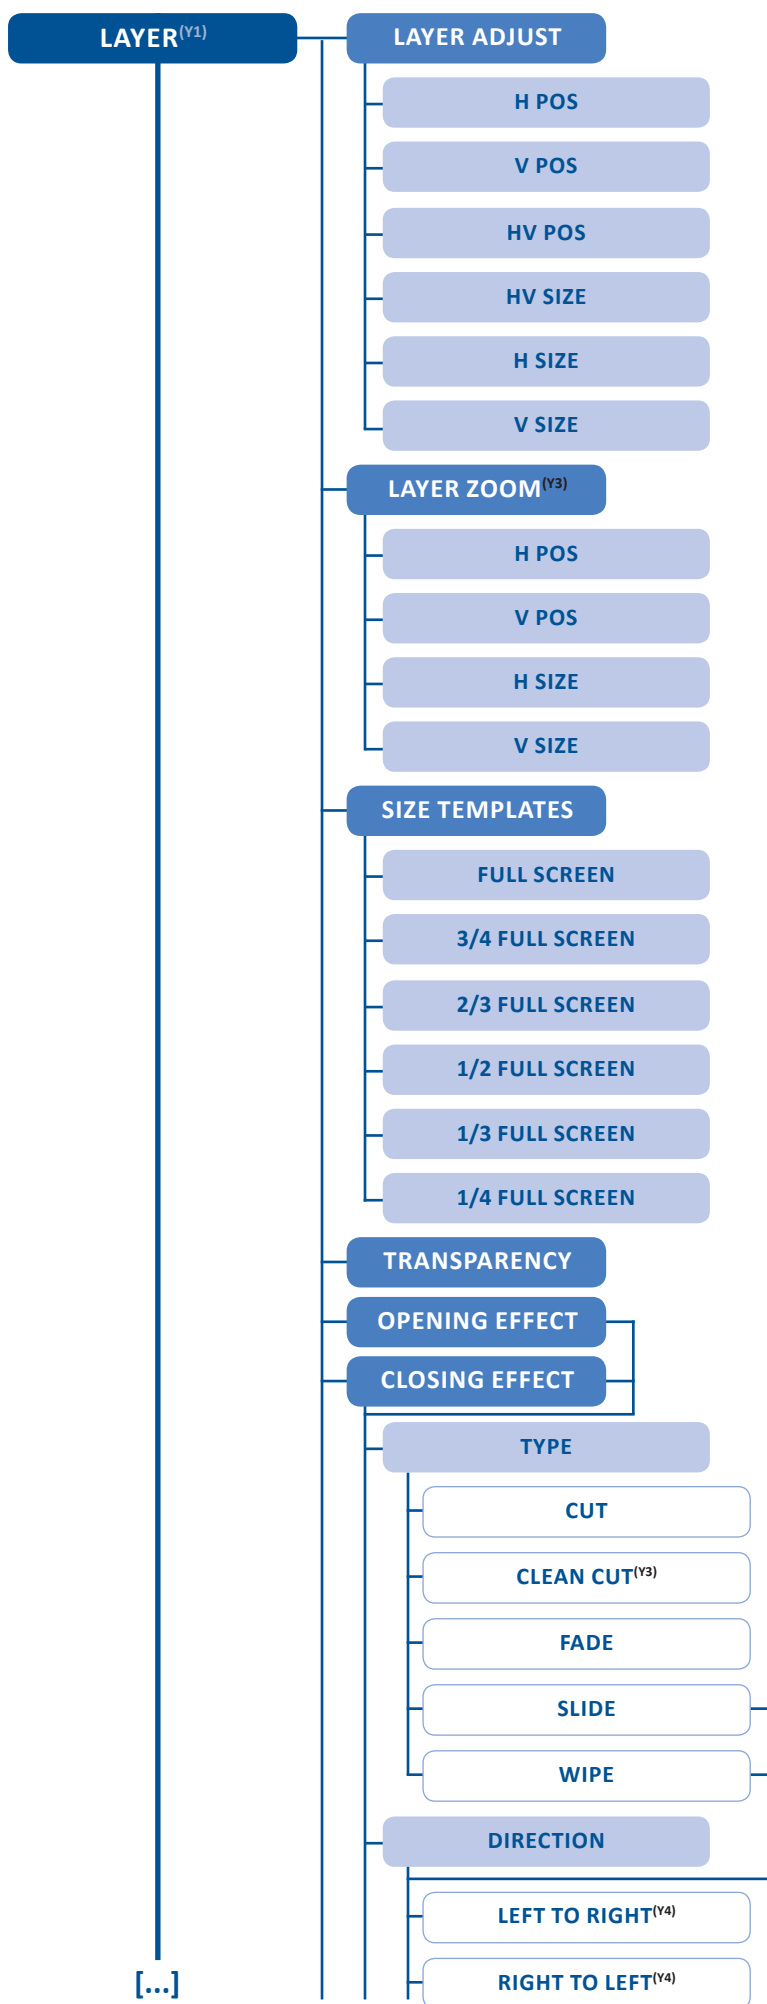 LAYER(Y1)
LAYER ADJUST
H POS
V POS
HV POS
HV SIZE
H SIZE
V SIZE
LAYER ZOOM(Y3)
H POS
V POS
H SIZE
V SIZE
SIZE TEMPLATES
FULL SCREEN
3/4 FULL SCREEN
2/3 FULL SCREEN
1/2 FULL SCREEN
1/3 FULL SCREEN
1/4 FULL SCREEN
TRANSPARENCY
OPENING EFFECT
CLOSING EFFECT
TYPE
CUT
CLEAN CUT(Y3)
FADE
SLIDE
WIPE
DIRECTION
LEFT TO RIGHT(Y4)
RIGHT TO LEFT(Y4)
[...]